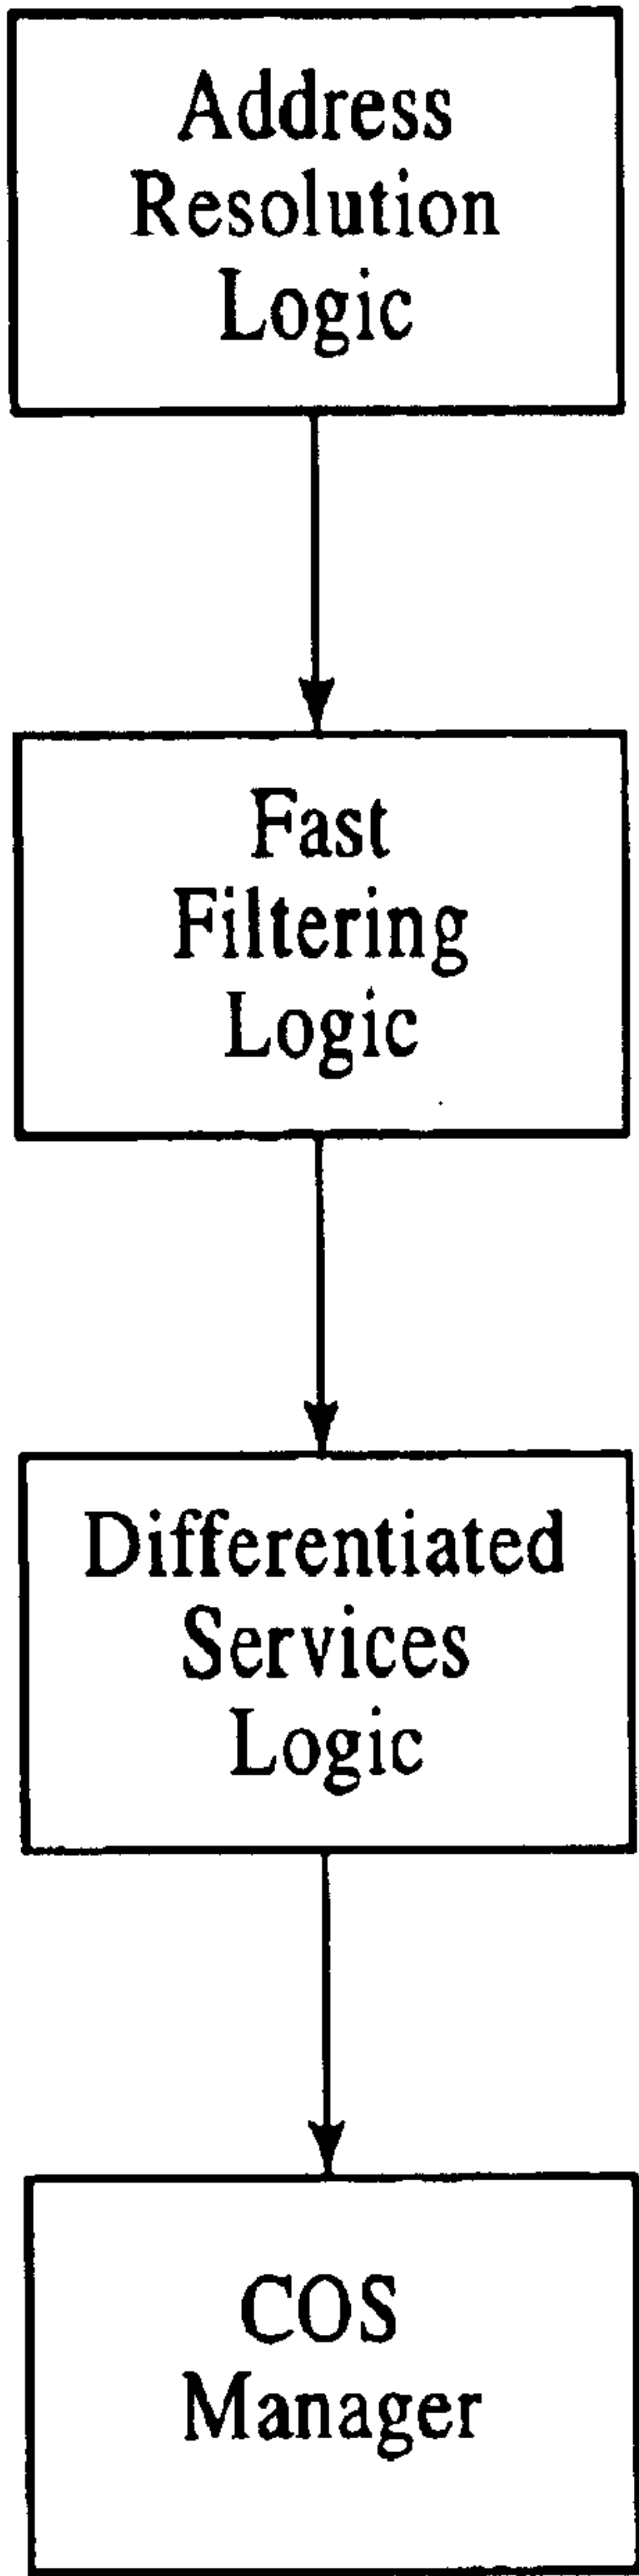 Address
Resolution
Logic
Fast
Filtering
Logic
Differentiated
Services
Logic
COS
Manager